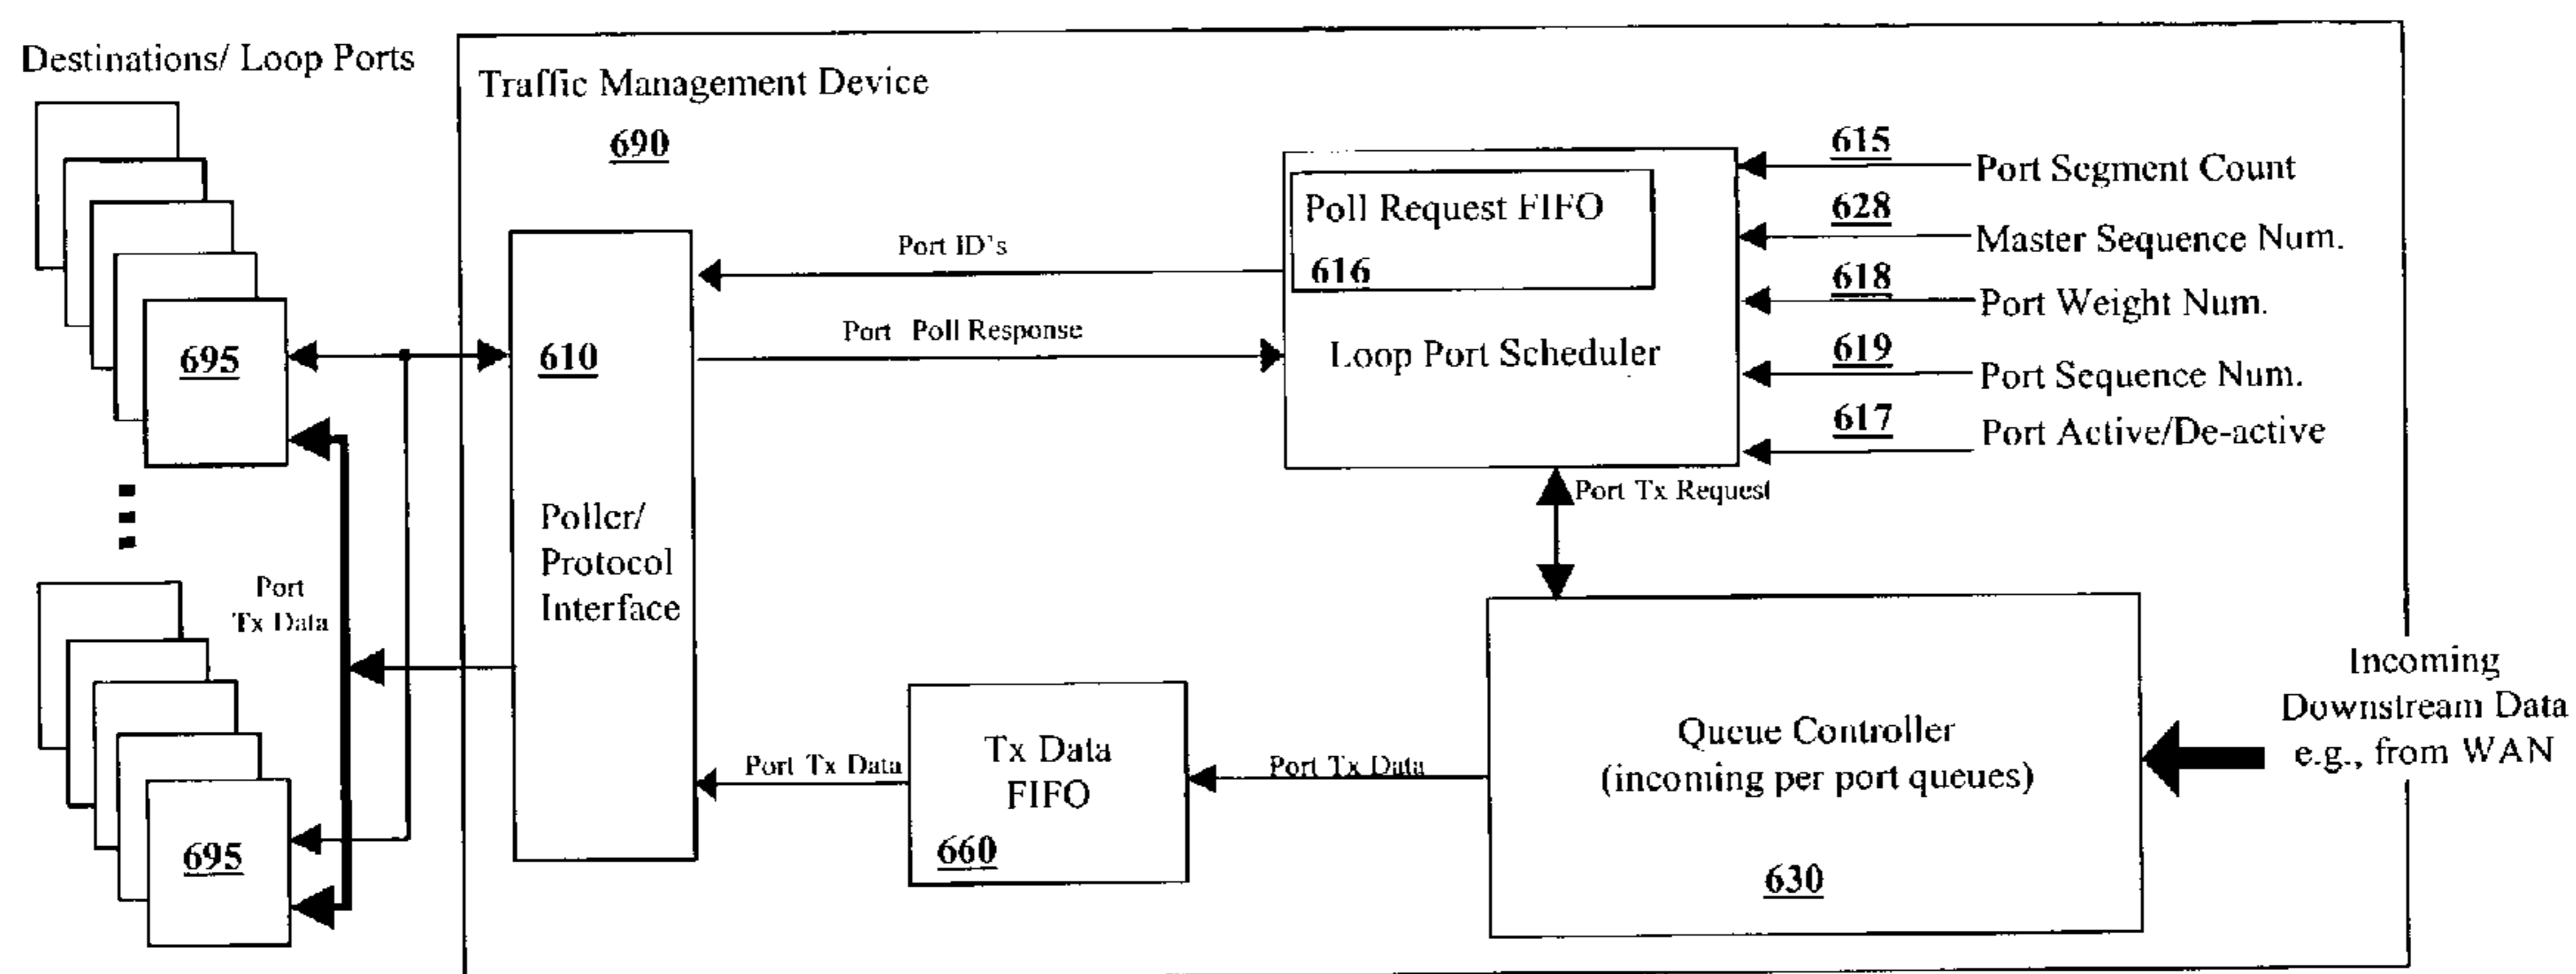 Destinations/ Loop Ports
Traffic Management Device
690
695
Port
Tx Data
695
610
Poller/
Protocol
Interface
Port ID's
Port Poll Response
Poll Request FIFO
616
Loop Port Scheduler
615
Port Segment Count
628
Master Sequence Num.
618
Port Weight Num.
619
Port Sequence Num.
617
Port Active/De-active
Port Tx Request
Port Tx Data
Tx Data
FIFO
660
Port Tx Data
Queue Controller
(incoming per port queues)
630
Incoming
Downstream Data
e.g., from WAN